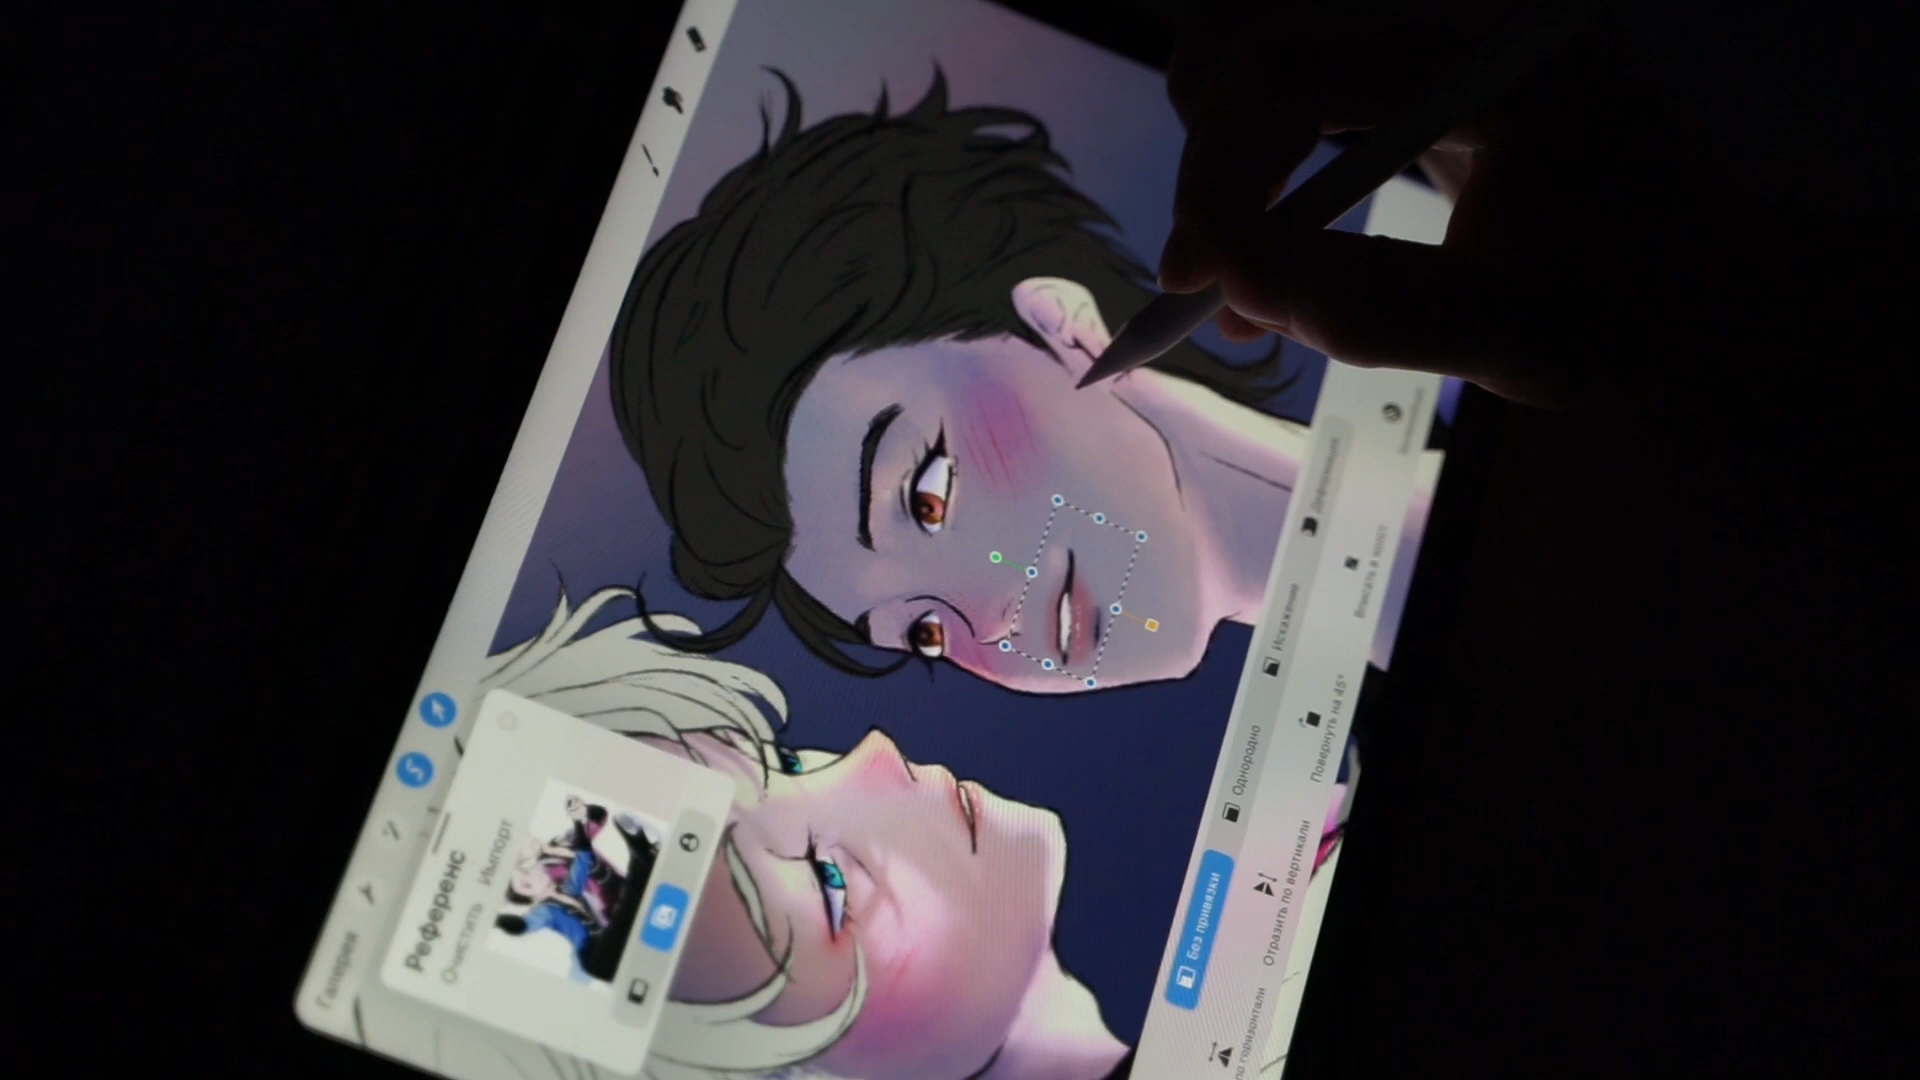 Галерея
Референс
Очистить
Импорт
Без привязки
Однородно
Искажение
Деформация
по горизонтали
Отразить по вертикали
Повернуть на 45°
Вписать в холст